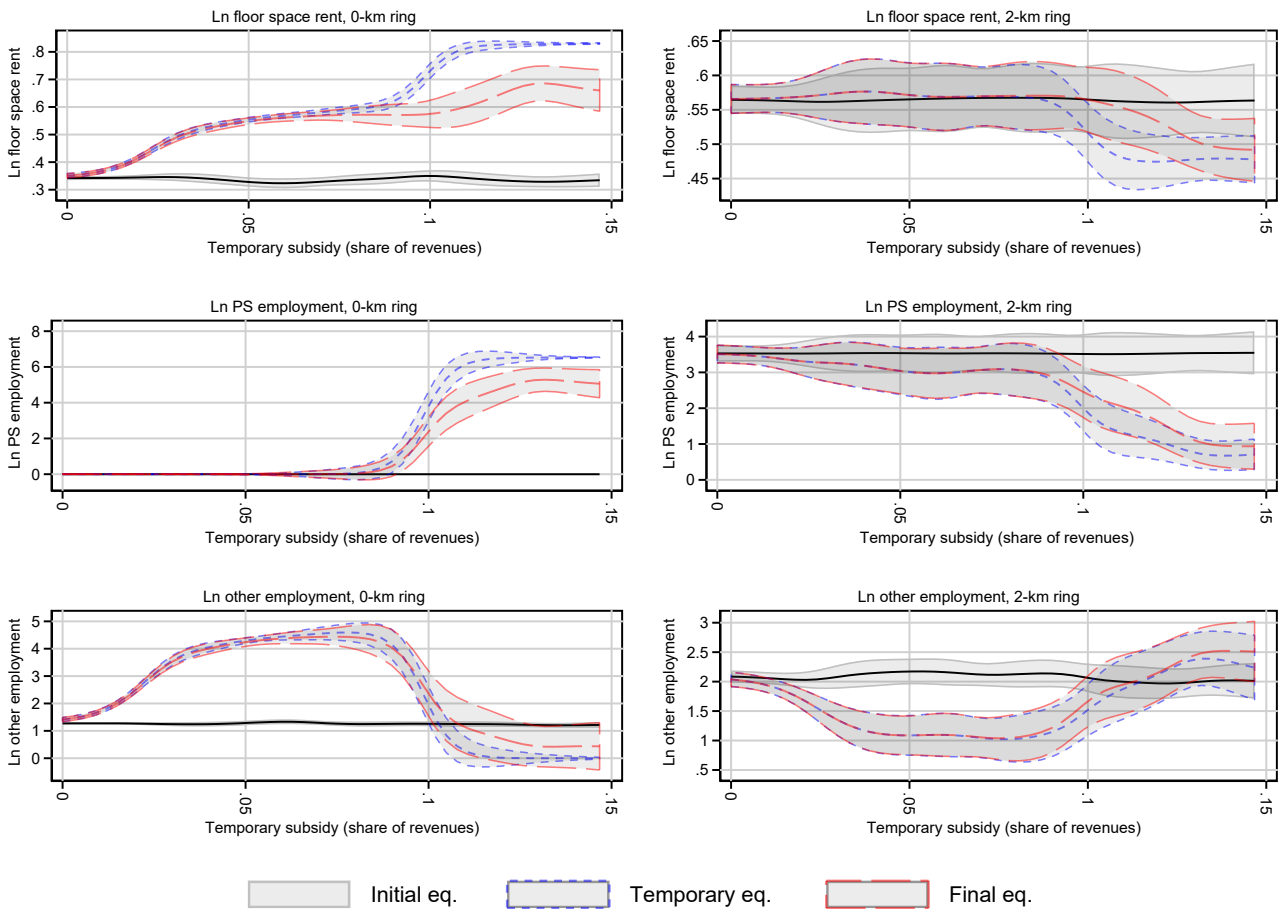 Ln floor space rent, 0-km ring
Ln floor space rent
.8
.7
.6
.5
.4
.3
0
.05
.1
.15
Temporary subsidy (share of revenues)
Ln floor space rent, 2-km ring
Ln floor space rent
.65
.6
.55
.5
.45
0
.05
.1
.15
Temporary subsidy (share of revenues)
Ln PS employment, 0-km ring
Ln PS employment
8
6
4
2
0
0
.05
.1
.15
Temporary subsidy (share of revenues)
Ln PS employment, 2-km ring
Ln PS employment
4
3
2
1
0
0
.05
.1
.15
Temporary subsidy (share of revenues)
Ln other employment, 0-km ring
Ln other employment
5
4
3
2
1
0
0
.05
.1
.15
Temporary subsidy (share of revenues)
Ln other employment, 2-km ring
Ln other employment
3
2.5
2
1.5
1
.5
0
.05
.1
.15
Temporary subsidy (share of revenues)
Initial eq.
Temporary eq.
Final eq.